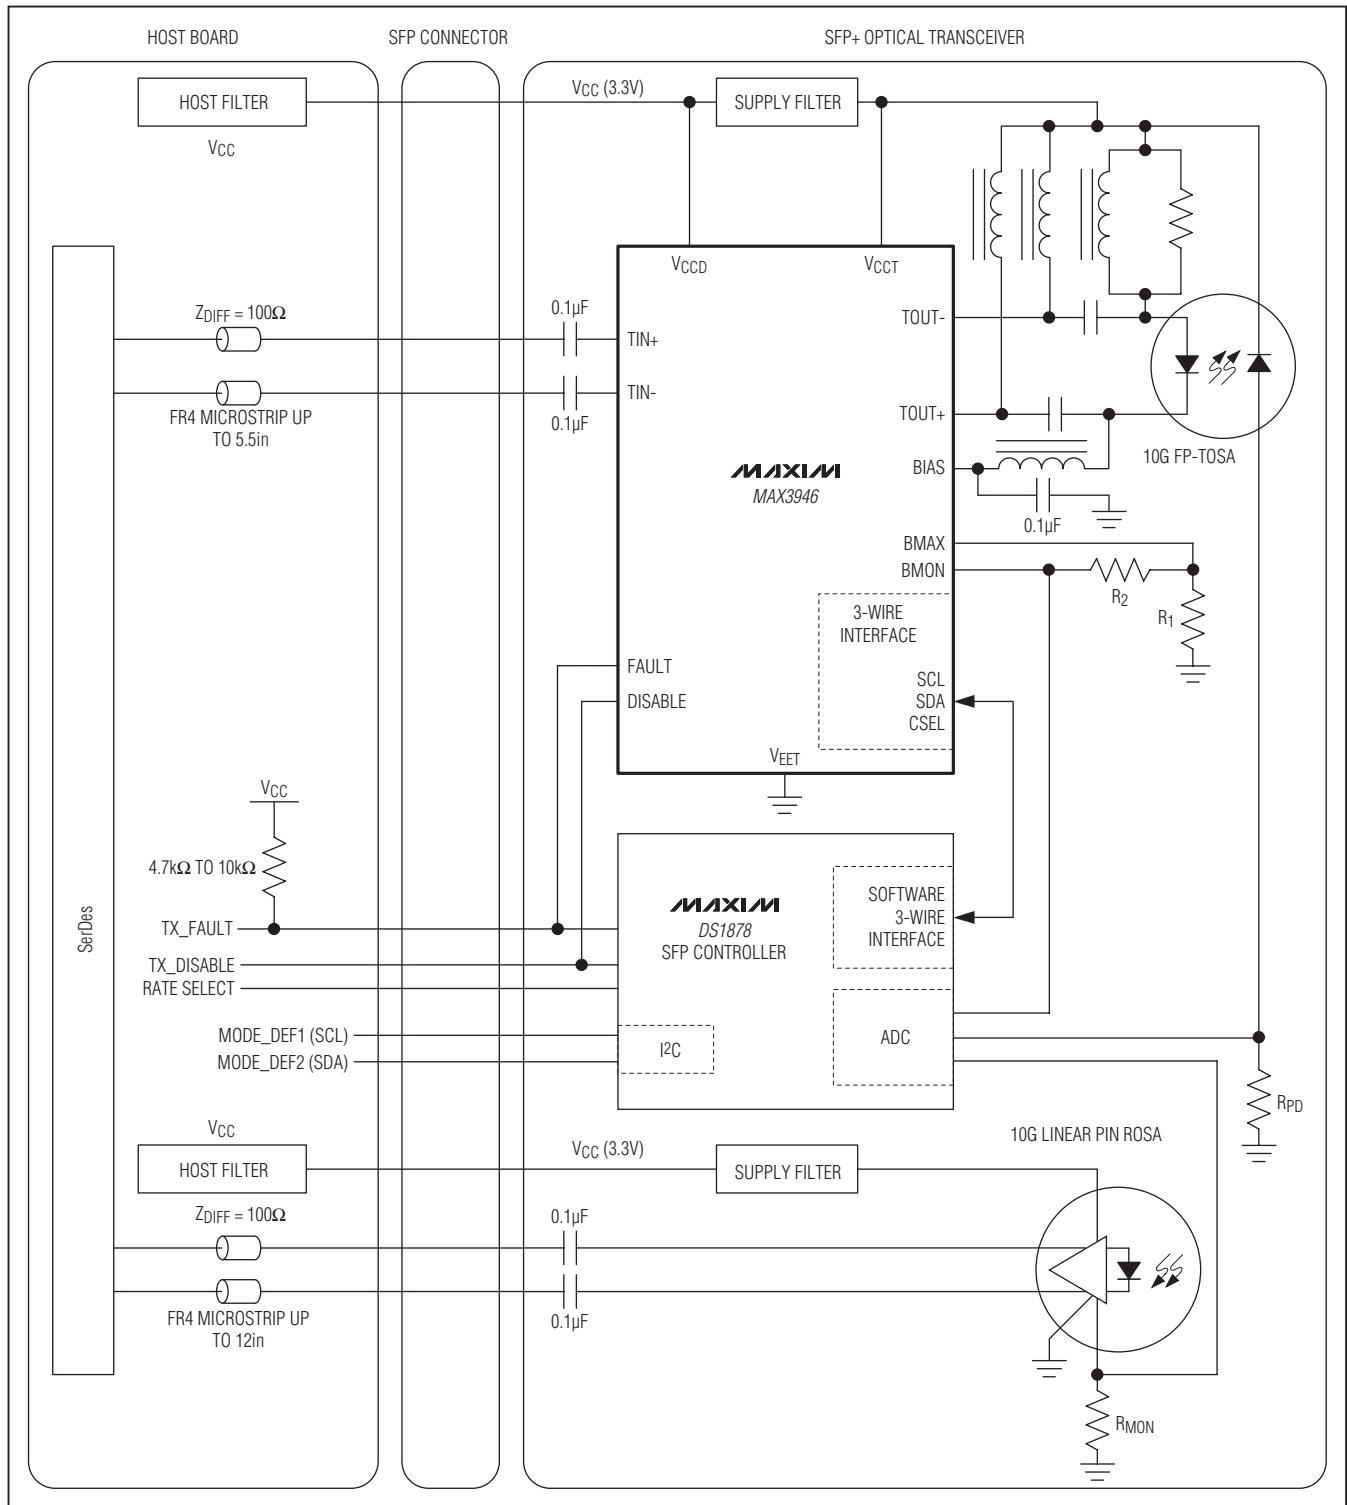 HOST BOARD
SFP CONNECTOR
SFP+ OPTICAL TRANSCEIVER
HOST FILTER
VCC
VCC (3.3V)
SUPPLY FILTER
VCCD
VCCT
ZDIFF = 100Ω
0.1µF
TIN+
TOUT-
TIN-
FR4 MICROSTRIP UP
TO 5.5in
0.1µF
TOUT+
BIAS
10G FP-TOSA
MAXIM
MAX3946
0.1µF
BMAX
BMON
R2
R1
3-WIRE
INTERFACE
FAULT
DISABLE
SCL
SDA
CSEL
VEET
VCC
4.7kΩ TO 10kΩ
SerDes
TX_FAULT
TX_DISABLE
RATE SELECT
MODE_DEF1 (SCL)
MODE_DEF2 (SDA)
MAXIM
DS1878
SFP CONTROLLER
SOFTWARE
3-WIRE
INTERFACE
I2C
ADC
RPD
VCC
HOST FILTER
VCC (3.3V)
SUPPLY FILTER
10G LINEAR PIN ROSA
ZDIFF = 100Ω
0.1µF
FR4 MICROSTRIP UP
TO 12in
0.1µF
RMON